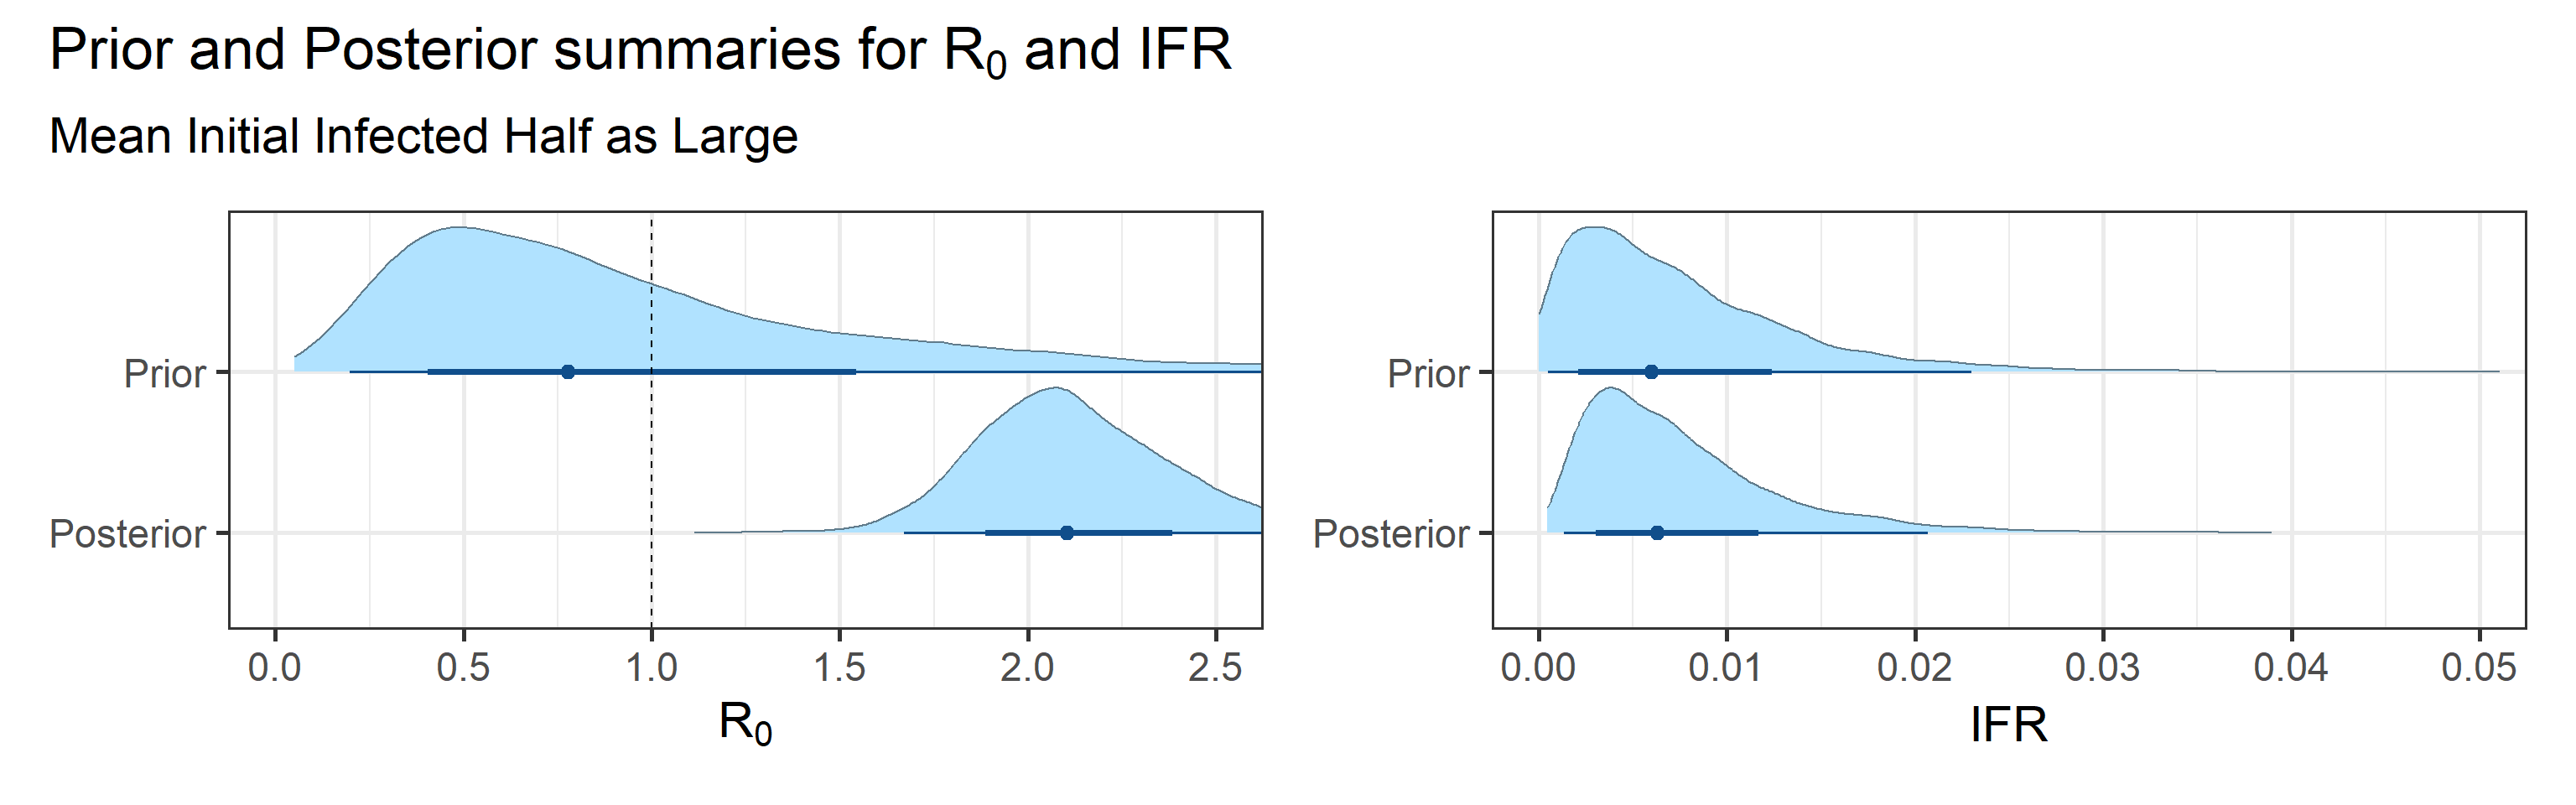 Prior and Posterior summaries for R₀ and IFR
Mean Initial Infected Half as Large
Prior
Posterior
0.0 0.5 1.0 1.5 2.0 2.5
R₀
Prior
Posterior
0.00 0.01 0.02 0.03 0.04 0.05
IFR